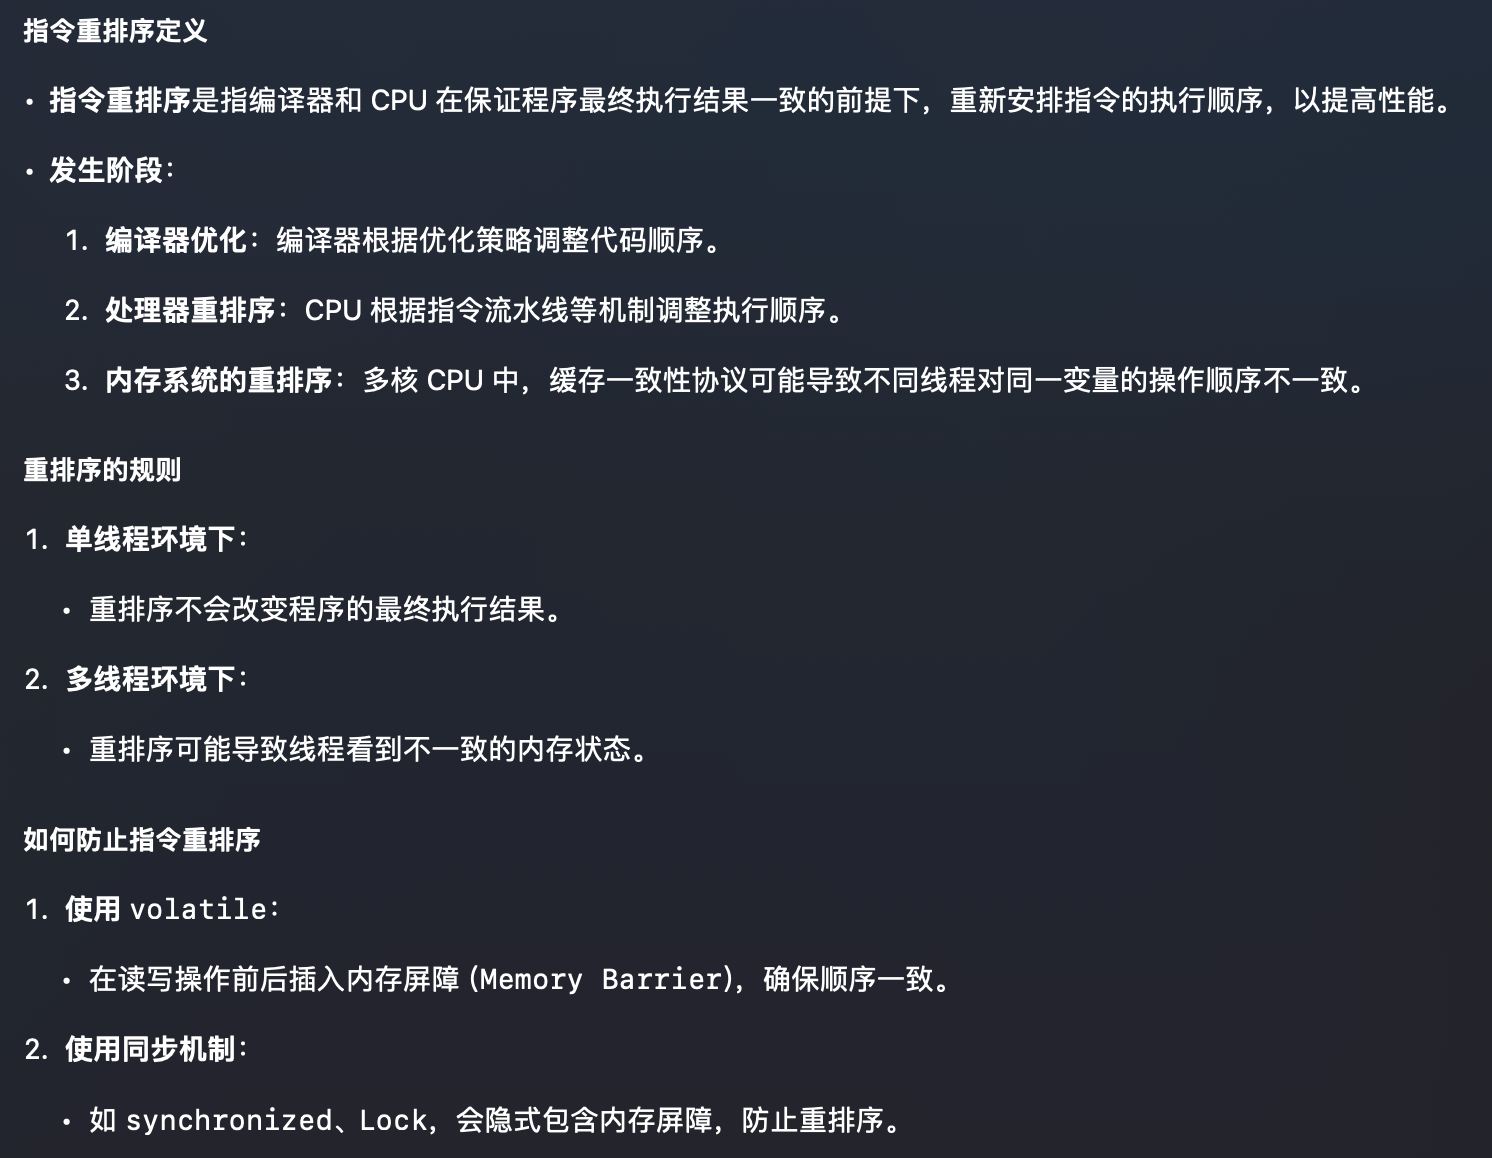 指令重排序定义
• 指令重排序是指编译器和 CPU 在保证程序最终执行结果一致的前提下，重新安排指令的执行顺序，以提高性能。
• 发生阶段：
1. 编译器优化：编译器根据优化策略调整代码顺序。
2. 处理器重排序：CPU 根据指令流水线等机制调整执行顺序。
3. 内存系统的重排序：多核 CPU 中，缓存一致性协议可能导致不同线程对同一变量的操作顺序不一致。
重排序的规则
1. 单线程环境下：
• 重排序不会改变程序的最终执行结果。
2. 多线程环境下：
• 重排序可能导致线程看到不一致的内存状态。
如何防止指令重排序
1. 使用 volatile：
• 在读写操作前后插入内存屏障 (Memory Barrier)，确保顺序一致。
2. 使用同步机制：
• 如 synchronized、Lock，会隐式包含内存屏障，防止重排序。